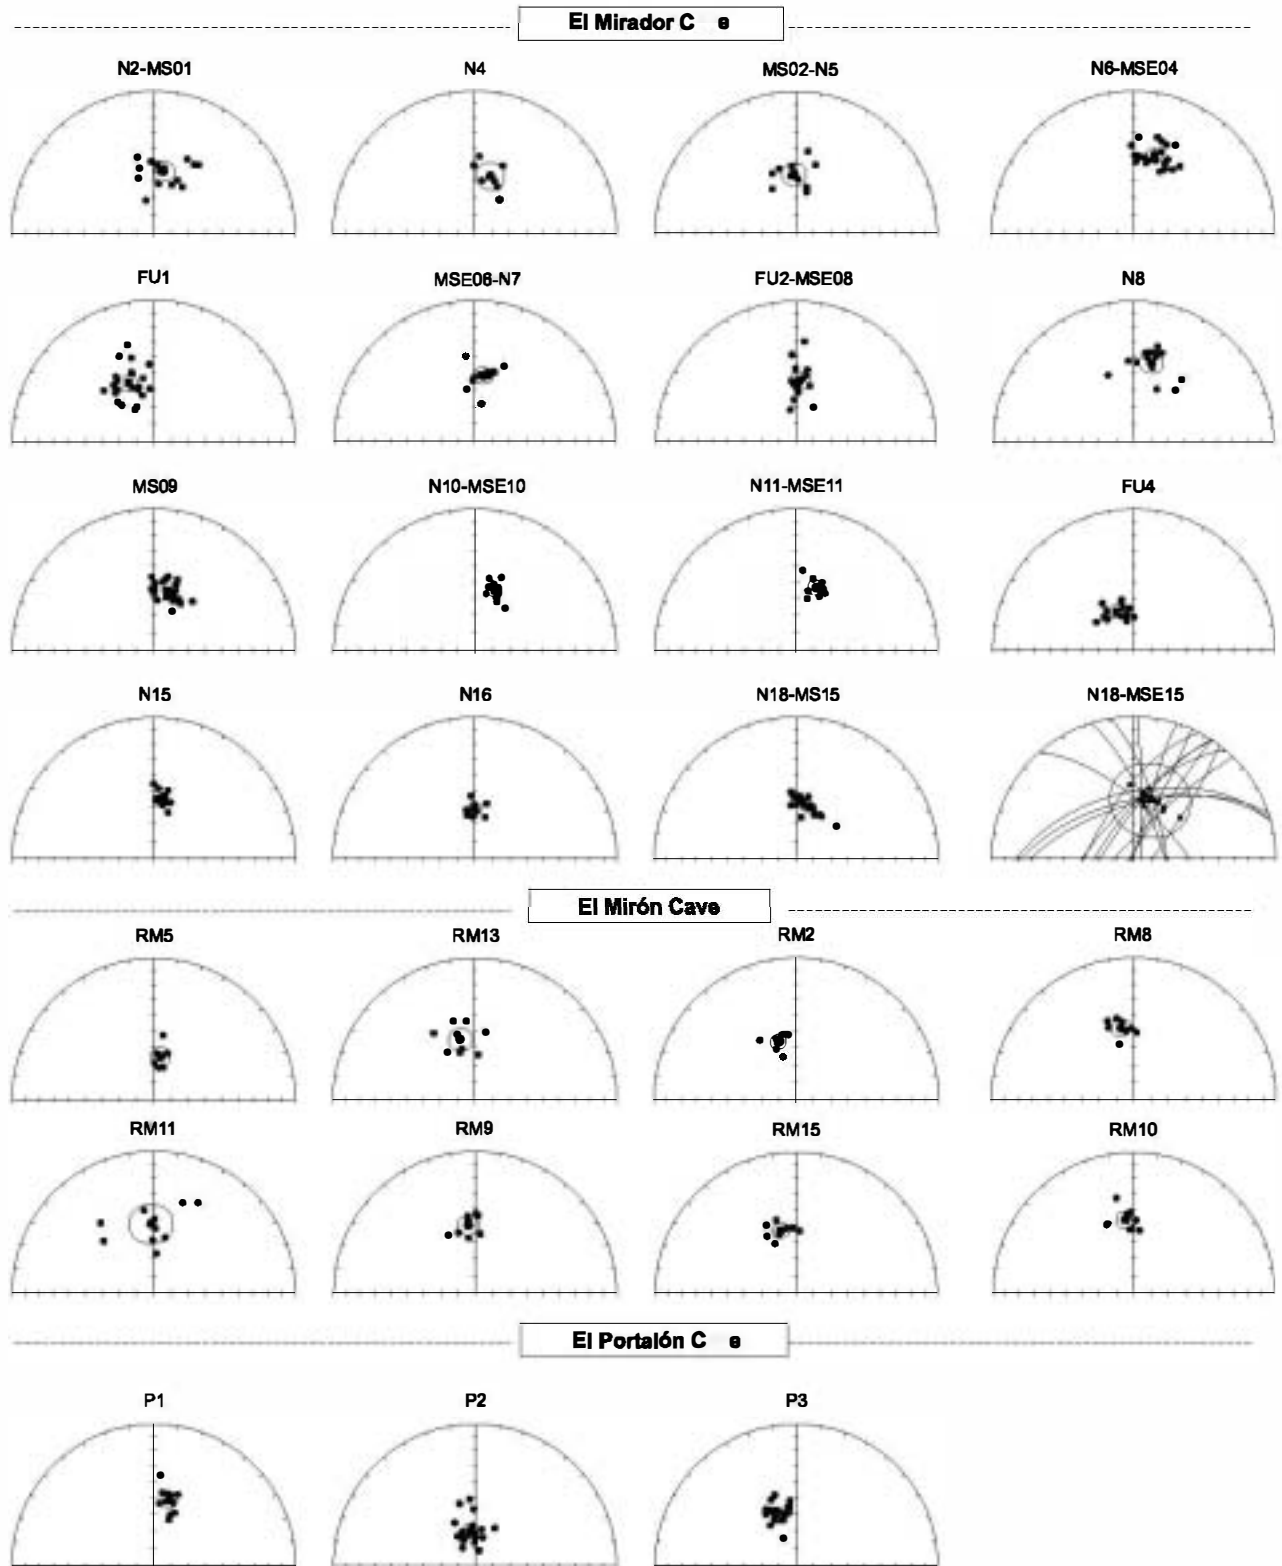 El Mirador C e
N2-MS01 N4 MS02-N5 N6-MSE04
FU1 MSE06-N7 FU2-MSE08 N8
MS09 N10-MSE10 N11-MSE11 FU4
N15 N16 N18-MS15 N18-MSE15
El Mirón Cave
RM5 RM13 RM2 RM8
RM11 RM9 RM15 RM10
El Portalón C e
P1 P2 P3